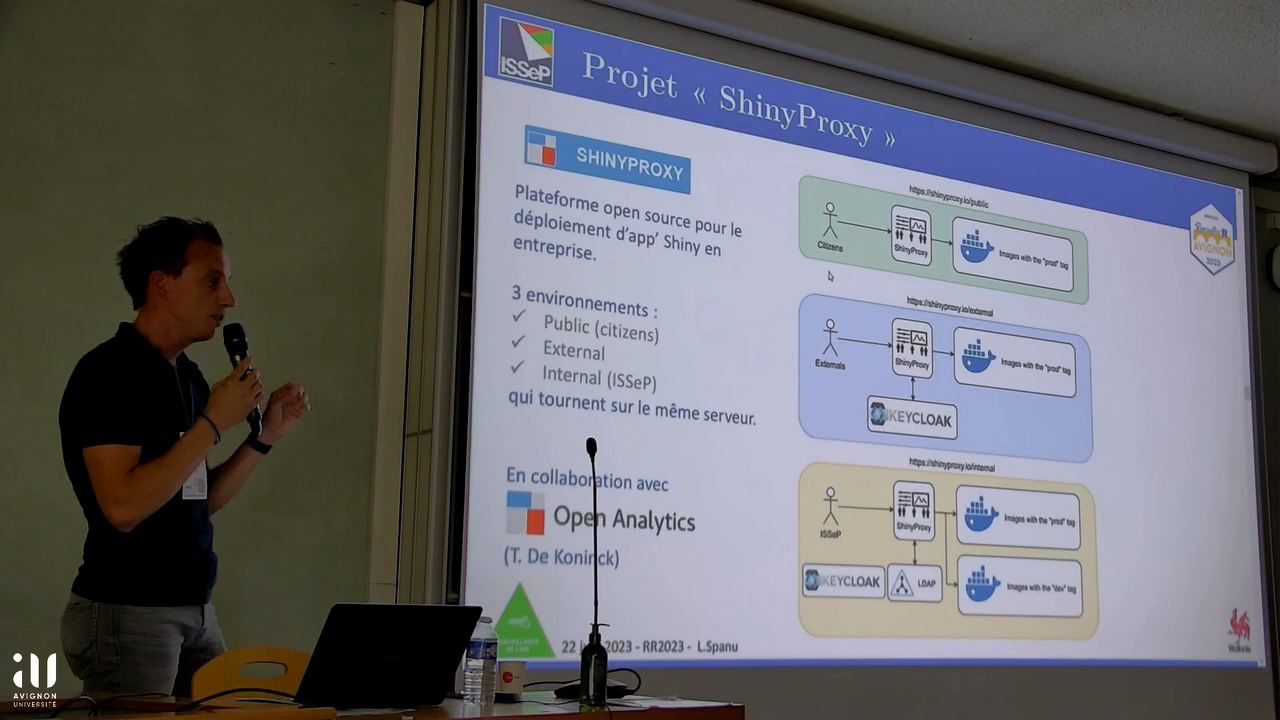 ISSeP
Projet « ShinyProxy »
SHINYPROXY
Plateforme open source pour le
déploiement d'app' Shiny en
entreprise.
3 environnements :
✓ Public (citizens)
✓ External
✓ Internal (ISSeP)
qui tournent sur le même serveur.
En collaboration avec
Open Analytics
(T. De Koninck)
22 2023 - RR2023 - L.Spanu
https://shinyproxy.io/public
Citizens
ShinyProxy
Images with the "prod" tag
https://shinyproxy.io/external
Externals
ShinyProxy
Images with the "prod" tag
KEYCLOAK
https://shinyproxy.io/internal
ISSeP
ShinyProxy
Images with the "prod" tag
KEYCLOAK
LDAP
Images with the "dev" tag
AVIGNON
2023
Wallonie
AVIGNON
UNIVERSITÉ